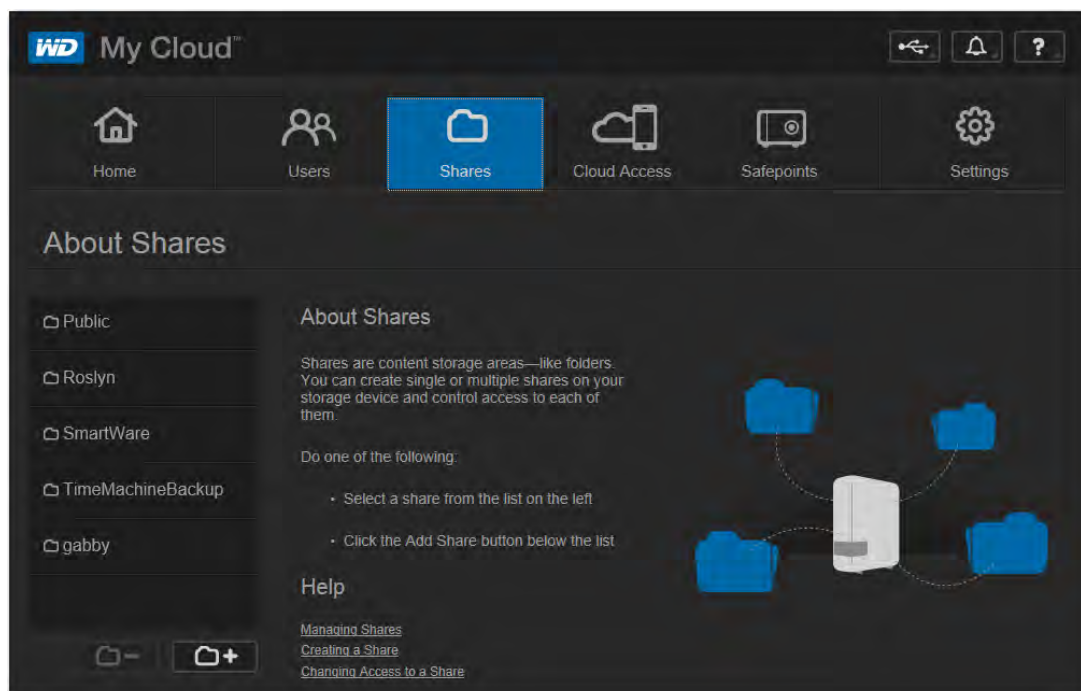 WD My Cloud™
?
Home Users Shares Cloud Access Safepoints Settings
About Shares
Public
Roslyn
SmartWare
TimeMachineBackup
gabby
About Shares
Shares are content storage areas—like folders.
You can create single or multiple shares on your
storage device and control access to each of
them.
Do one of the following:
• Select a share from the list on the left
• Click the Add Share button below the list
Help
Managing Shares
Creating a Share
Changing Access to a Share